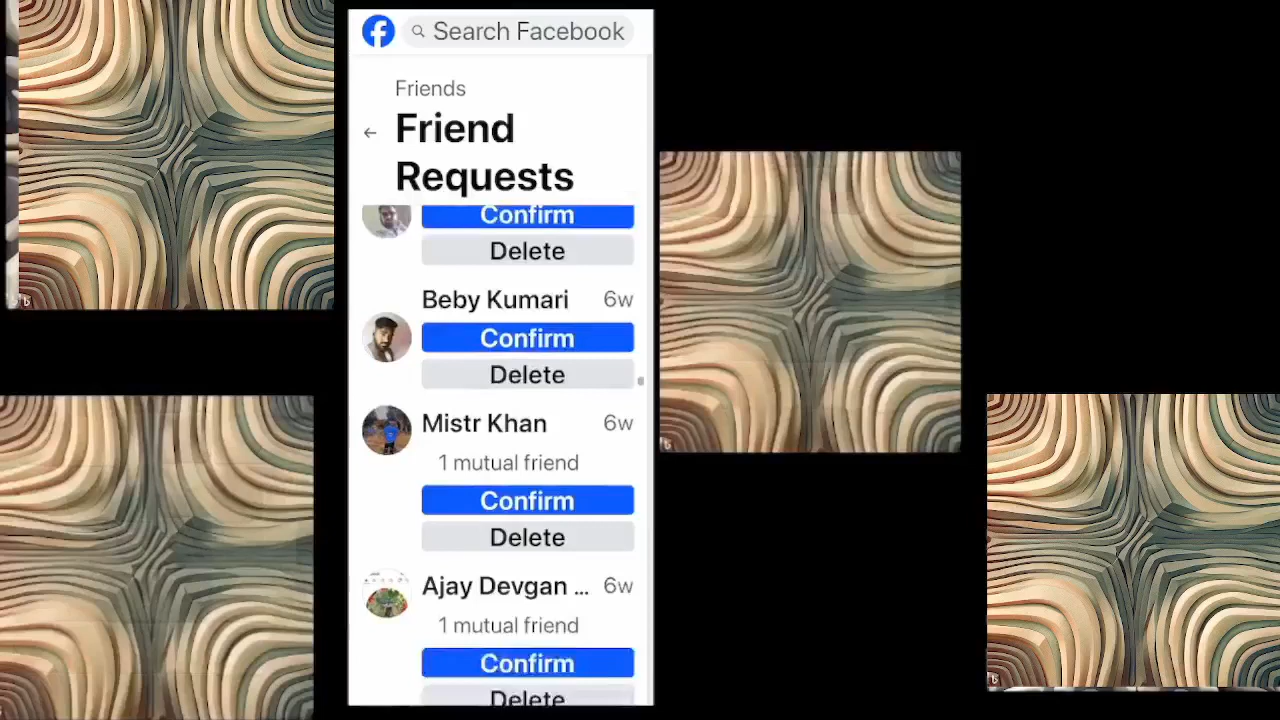 Search Facebook
Friends
Friend
Requests
Confirm
Delete
Beby Kumari 6w
Confirm
Delete
Mistr Khan 6w
1 mutual friend
Confirm
Delete
Ajay Devgan ... 6w
1 mutual friend
Confirm
Delete